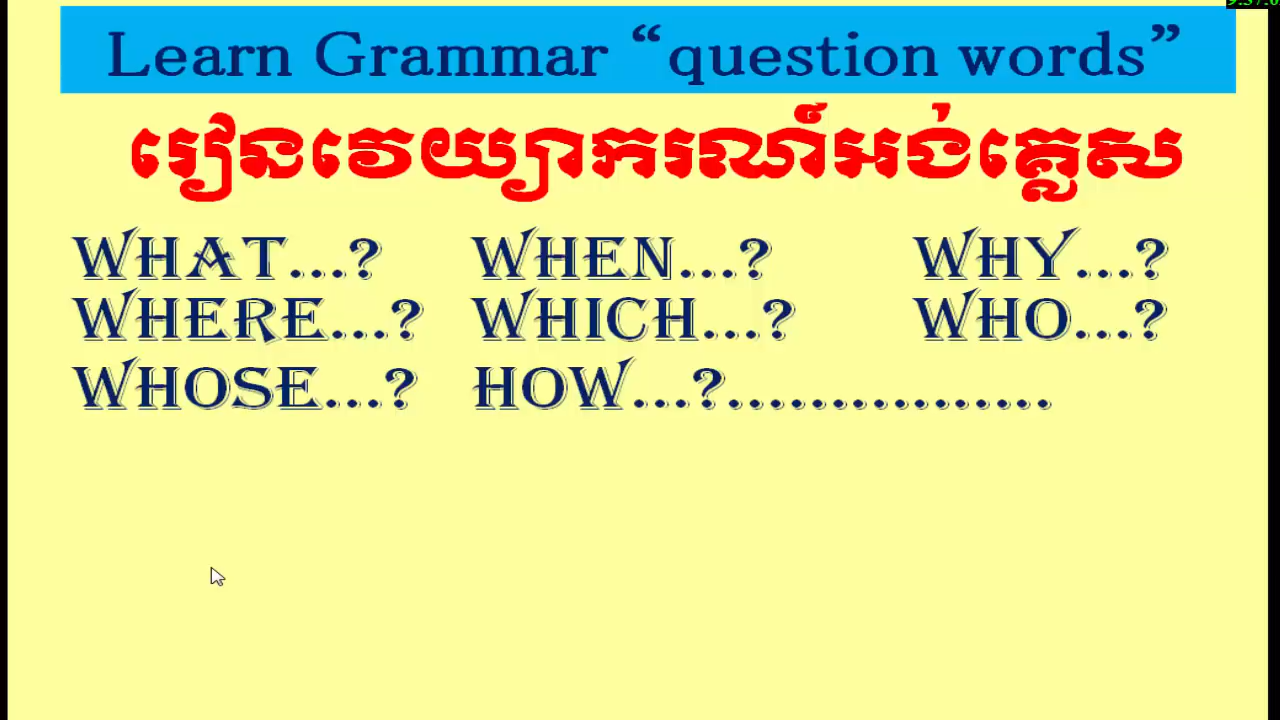 Learn Grammar “question words”
រៀនវេយ្យាករណ៍អង់គ្លេស
WHAT...? WHEN...? WHY...?
WHERE...? WHICH...? WHO...?
WHOSE...? HOW...?................